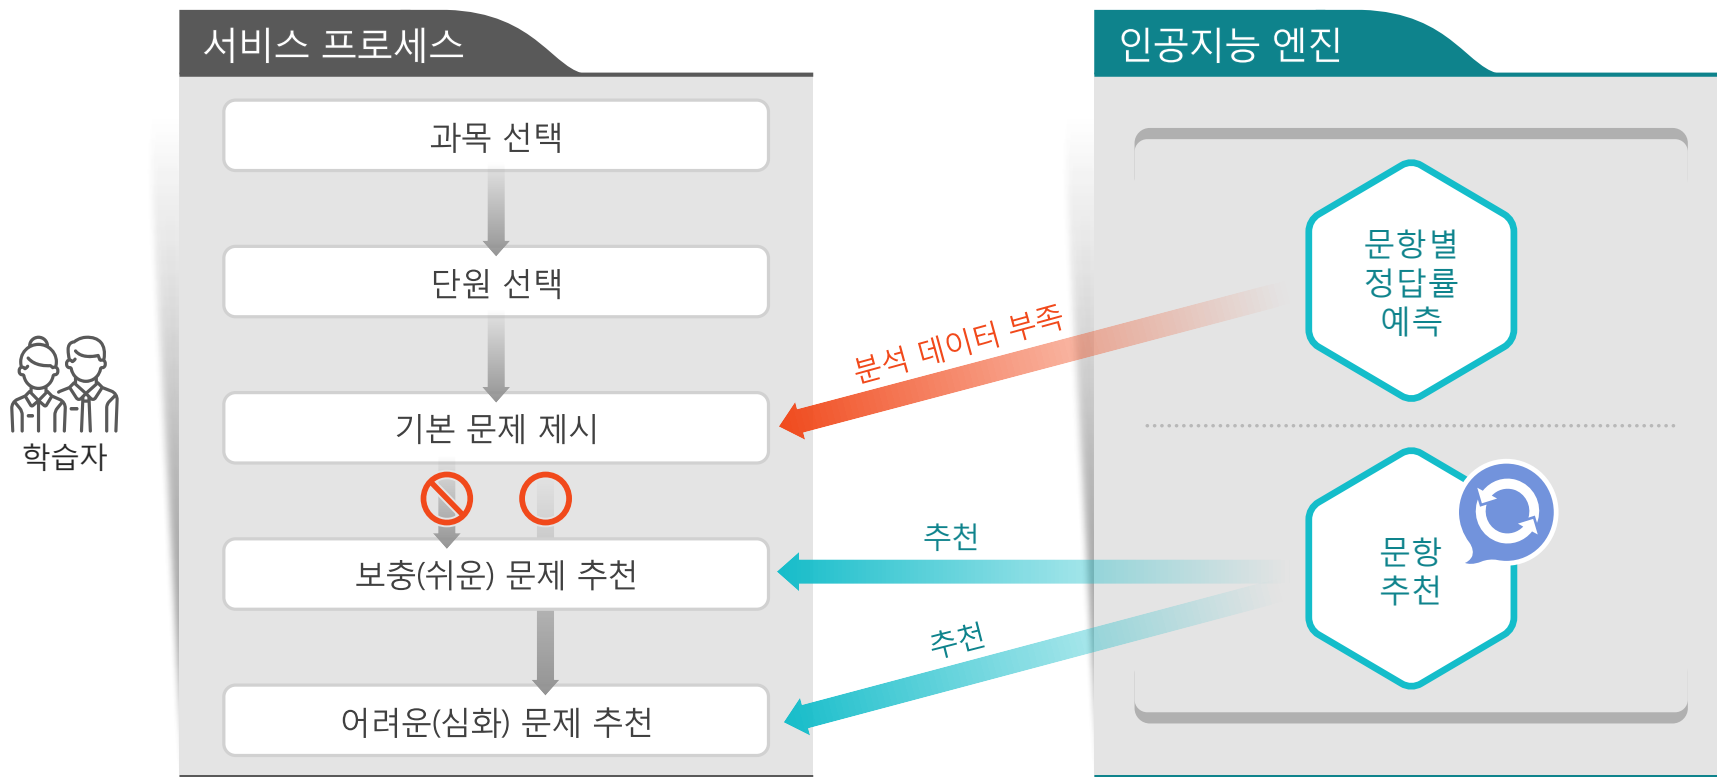 서비스 프로세스
과목 선택
단원 선택
기본 문제 제시
보충(쉬운) 문제 추천
어려운(심화) 문제 추천
학습자
분석 데이터 부족
추천
추천
인공지능 엔진
문항별
정답률
예측
문항
추천